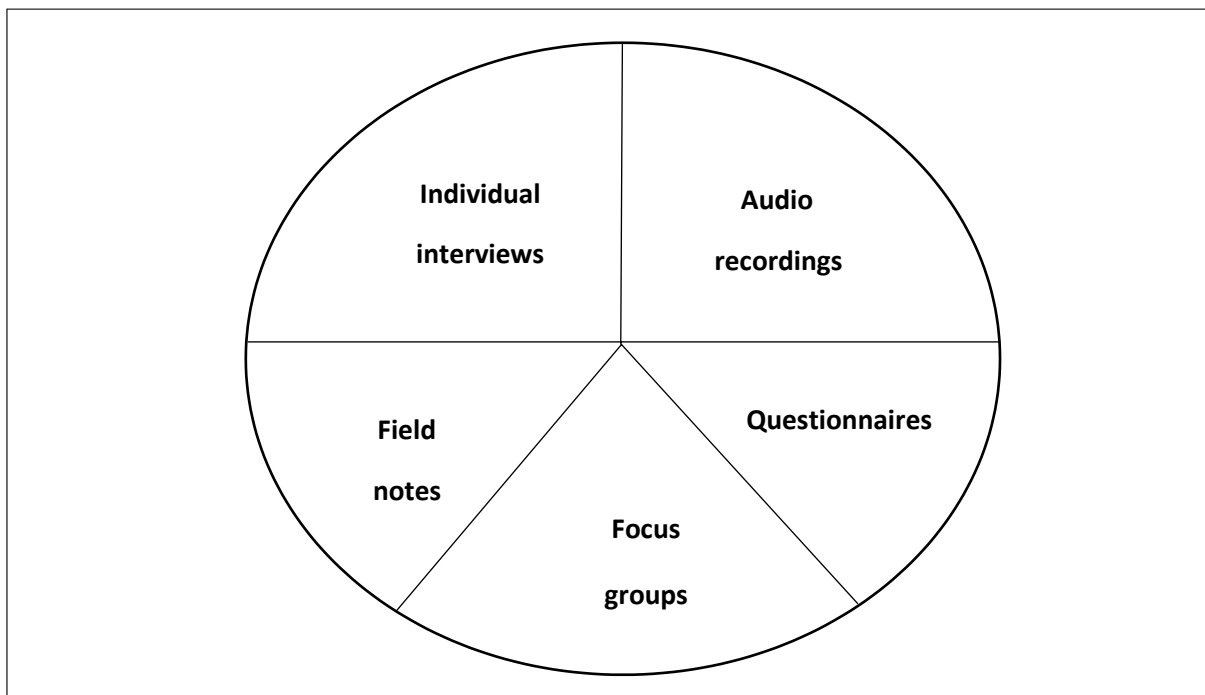 Individual
interviews
Audio
recordings
Field
notes
Questionnaires
Focus
groups